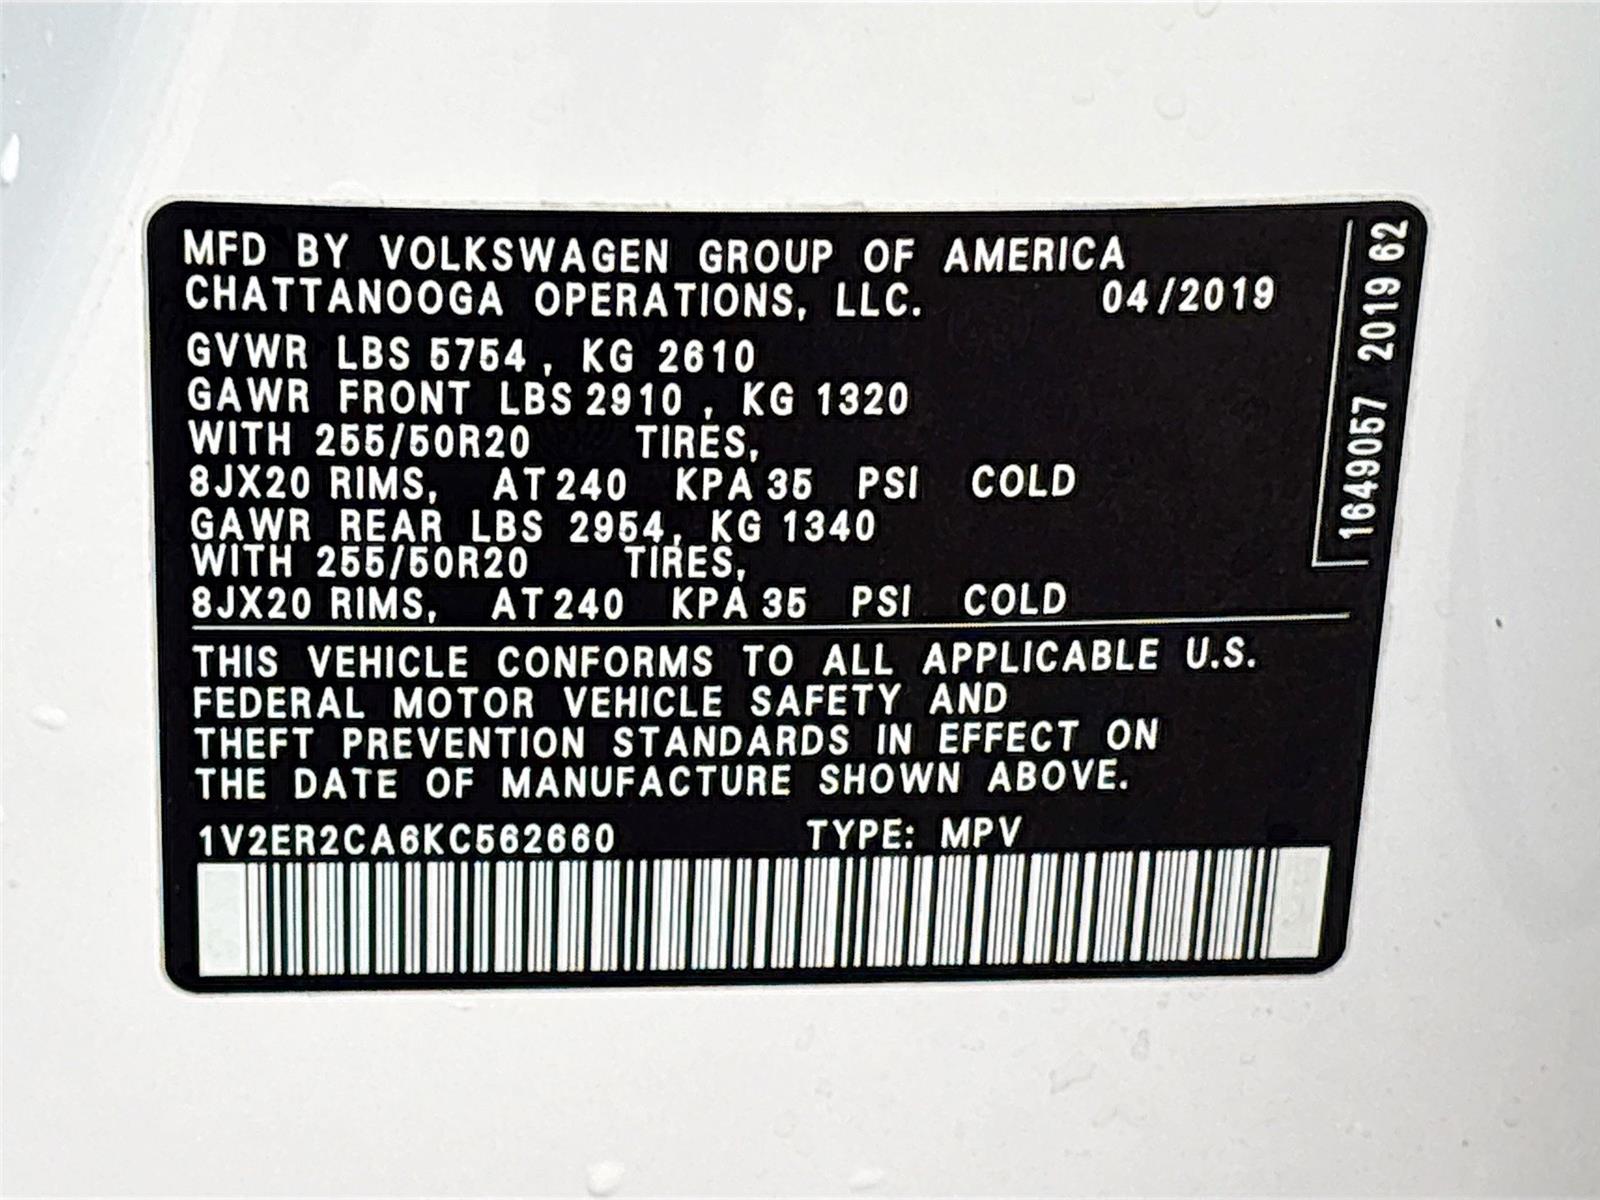 MFD BY VOLKSWAGEN GROUP OF AMERICA
CHATTANOOGA OPERATIONS, LLC. 04/2019
GVWR LBS 5754 , KG 2610
GAWR FRONT LBS 2910 , KG 1320
WITH 255/50R20 TIRES,
8JX20 RIMS, AT 240 KPA 35 PSI COLD
GAWR REAR LBS 2954, KG 1340
WITH 255/50R20 TIRES,
8JX20 RIMS, AT 240 KPA 35 PSI COLD
THIS VEHICLE CONFORMS TO ALL APPLICABLE U.S.
FEDERAL MOTOR VEHICLE SAFETY AND
THEFT PREVENTION STANDARDS IN EFFECT ON
THE DATE OF MANUFACTURE SHOWN ABOVE.
1V2ER2CA6KC562660 TYPE: MPV
1649057 2019 62